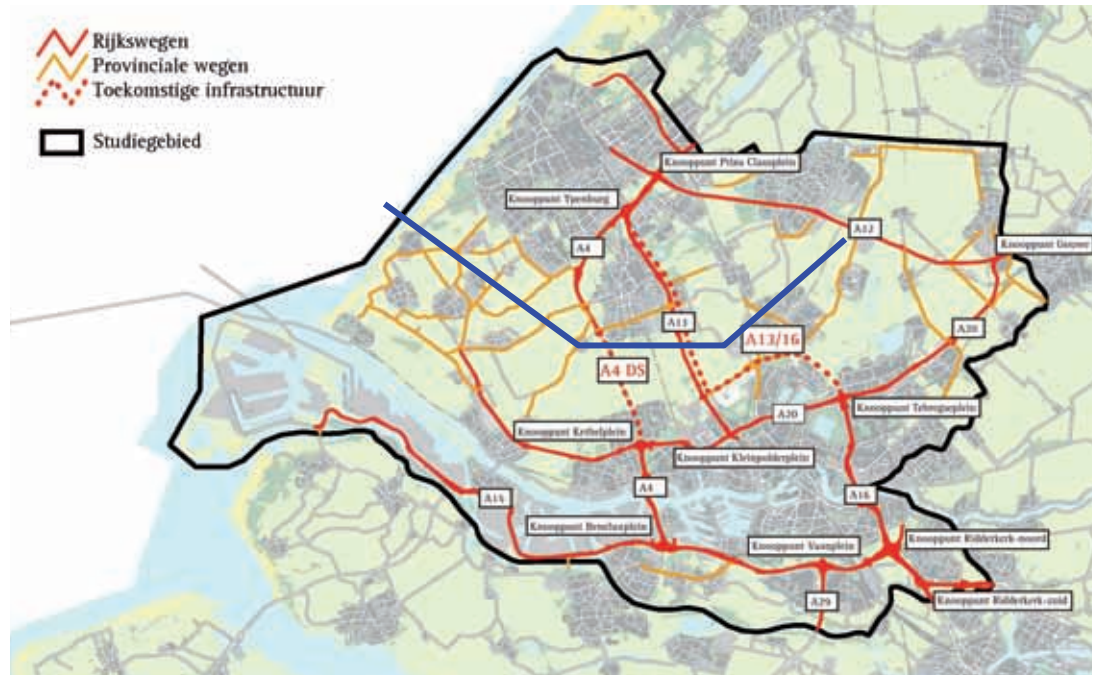 Rijkswegen
Provinciale wegen
Toekomstige infrastructuur
Studiegebied
Knooppunt Prins Clausplein
Knooppunt Ypenburg
A12
A4
Knooppunt Gouwe
A13
A20
A13/16
A4 DS
Knooppunt Terbregseplein
A20
Knooppunt Kethelplein
Knooppunt Kleinpolderplein
A4
A15
A16
Knooppunt Beneluxplein
Knooppunt Vaanplein
Knooppunt Ridderkerk-noord
A29
Knooppunt Ridderkerk-zuid